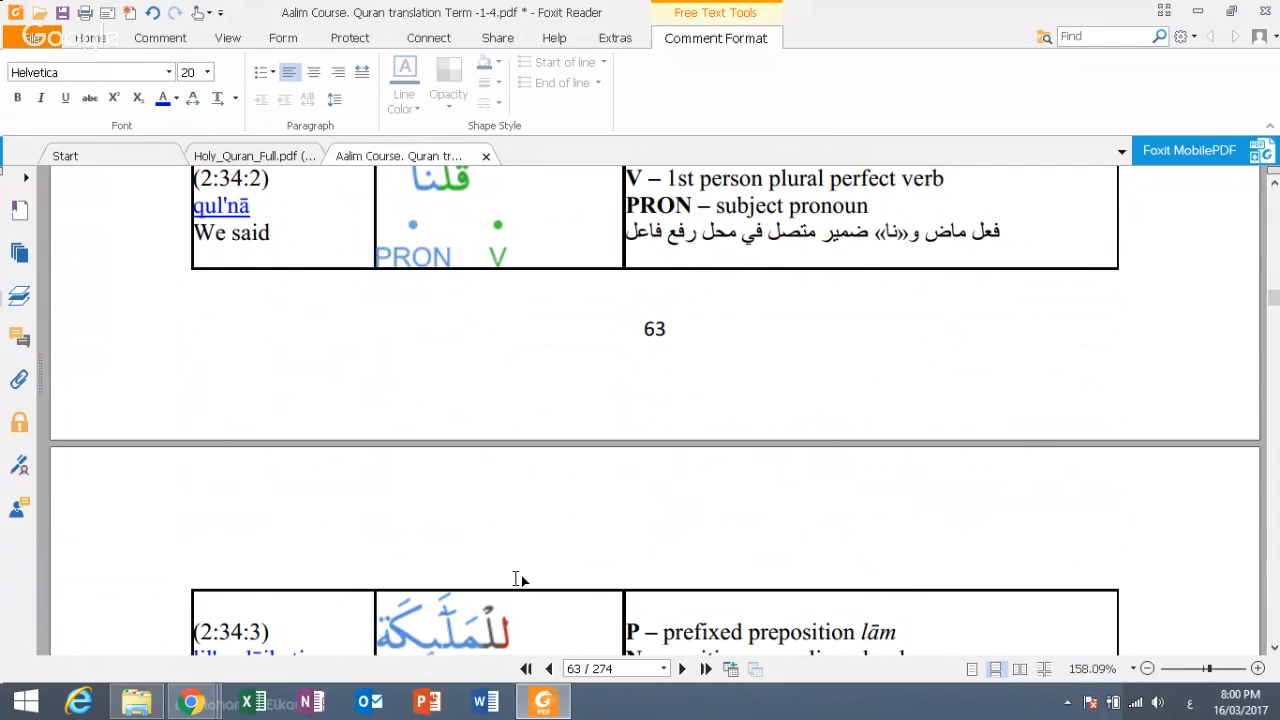 Aalim Course. Quran translation Term -1-4.pdf * - Foxit Reader
Free Text Tools
Home
Comment
View
Form
Protect
Connect
Share
Help
Extras
Comment Format
Find
Google
Helvetica
20
Font
Paragraph
Line Color
Opacity
Start of line
End of line
Shape Style
Start
Holy_Quran_Full.pdf (...
Aalim Course. Quran tra...
Foxit MobilePDF
(2:34:2)
qul'nā
We said
قُلْنَا
PRON V
V – 1st person plural perfect verb
PRON – subject pronoun
فعل ماض و«نا» ضمير متصل في محل رفع فاعل
63
(2:34:3)
لِلْمَلَٰٓئِكَةِ
P – prefixed preposition lām
63 / 274
158.09%
8:00 PM
16/03/2017